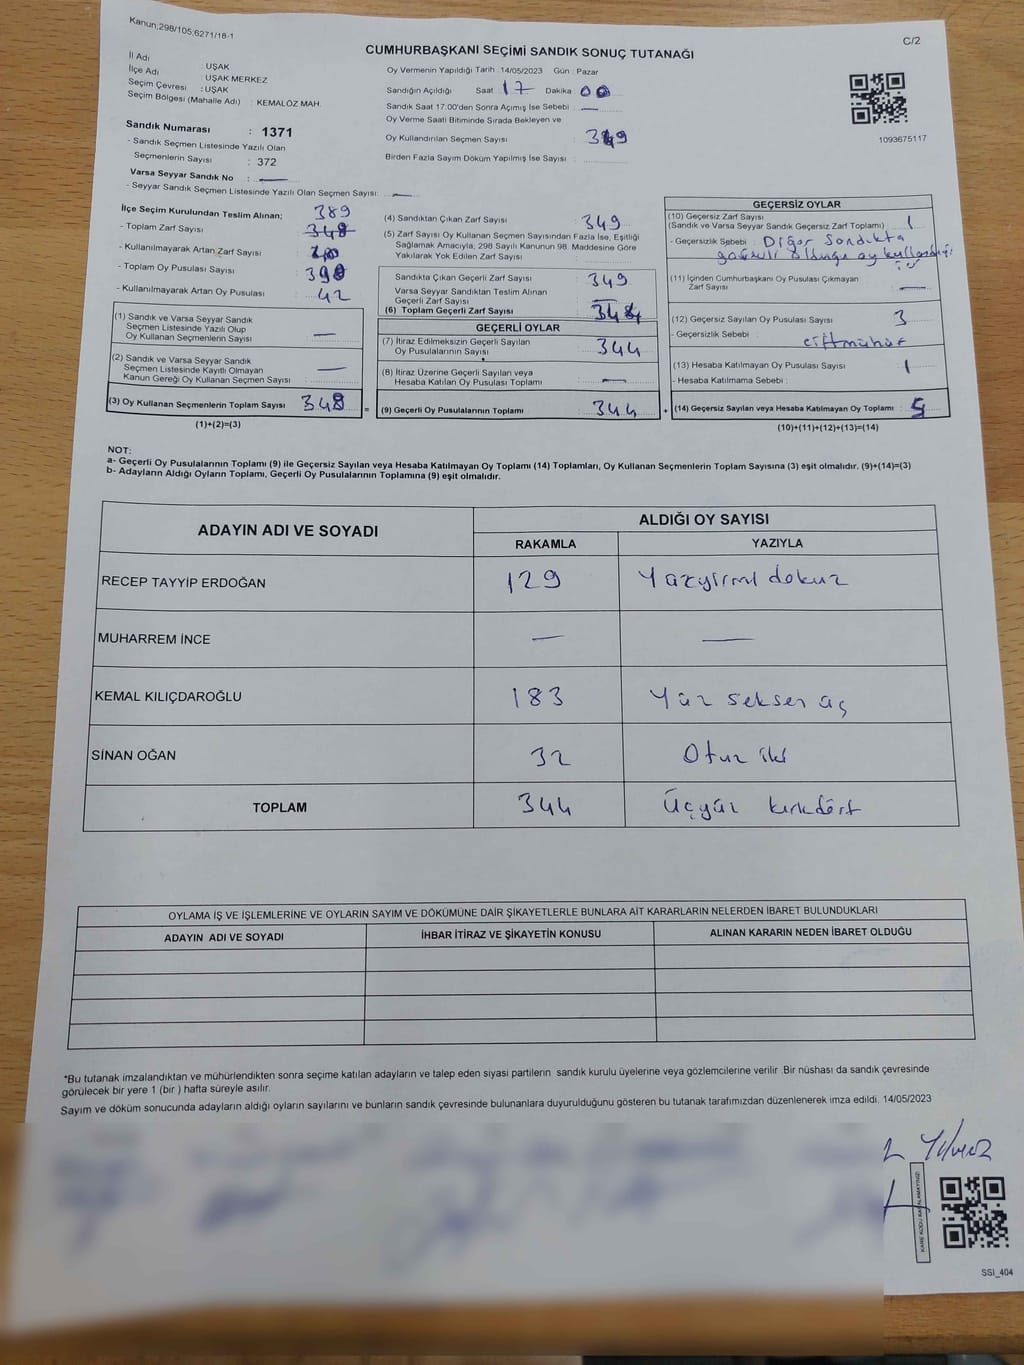 Kanun;298/105;6271/18-1
C/2
CUMHURBAŞKANI SEÇİMİ SANDIK SONUÇ TUTANAĞI
İl Adı : UŞAK
İlçe Adı : UŞAK MERKEZ
Seçim Çevresi : UŞAK
Seçim Bölgesi (Mahalle Adı) : KEMALÖZ MAH.
Sandık Numarası : 1371
- Sandık Seçmen Listesinde Yazılı Olan
Seçmenlerin Sayısı : 372
Varsa Seyyar Sandık No : —
- Seyyar Sandık Seçmen Listesinde Yazılı Olan Seçmen Sayısı: —
Oy Vermenin Yapıldığı Tarih :14/05/2023 Gün : Pazar
Sandığın Açıldığı Saat 17 Dakika 00
Sandık Saat 17:00'den Sonra Açımış İse Sebebi —
Oy Verme Saati Bitiminde Sırada Bekleyen ve
Oy Kullandırılan Seçmen Sayısı : 349
Birden Fazla Sayım Döküm Yapılmış İse Sayısı :
1093675117
İlçe Seçim Kurulundan Teslim Alınan; 389
- Toplam Zarf Sayısı : 348
- Kullanılmayarak Artan Zarf Sayısı :
- Toplam Oy Pusulası Sayısı : 390
- Kullanılmayarak Artan Oy Pusulası : 42
(1) Sandık ve Varsa Seyyar Sandık
Seçmen Listesinde Yazılı Olup
Oy Kullanan Seçmenlerin Sayısı : —
(2) Sandık ve Varsa Seyyar Sandık
Seçmen Listesinde Kayıtlı Olmayan
Kanun Gereği Oy Kullanan Seçmen Sayısı : —
(3) Oy Kullanan Seçmenlerin Toplam Sayısı : 348 =
(1)+(2)=(3)
(4) Sandıktan Çıkan Zarf Sayısı : 349
(5) Zarf Sayısı Oy Kullanan Seçmen Sayısından Fazla İse, Eşitliği
Sağlamak Amacıyla; 298 Sayılı Kanunun 98. Maddesine Göre
Yakılarak Yok Edilen Zarf Sayısı :
Sandıkta Çıkan Geçerli Zarf Sayısı : 349
Varsa Seyyar Sandıktan Teslim Alınan
Geçerli Zarf Sayısı : —
(6) Toplam Geçerli Zarf Sayısı : 348
GEÇERLİ OYLAR
(7) İtiraz Edilmeksizin Geçerli Sayılan
Oy Pusulalarının Sayısı : 344
(8) İtiraz Üzerine Geçerli Sayılan veya
Hesaba Katılan Oy Pusulası Toplamı : —
(9) Geçerli Oy Pusulalarının Toplamı : 344 +
GEÇERSİZ OYLAR
(10) Geçersiz Zarf Sayısı
(Sandık ve Varsa Seyyar Sandık Geçersiz Zarf Toplamı) : 1
- Geçersizlik Sebebi : Diğer Sandıkta
(11) İçinden Cumhurbaşkanı Oy Pusulası Çıkmayan
Zarf Sayısı : —
(12) Geçersiz Sayılan Oy Pusulası Sayısı : 3
- Geçersizlik Sebebi : çift mühür
(13) Hesaba Katılmayan Oy Pusulası Sayısı : 1
- Hesaba Katılmama Sebebi :
(14) Geçersiz Sayılan veya Hesaba Katılmayan Oy Toplamı : 5
(10)+(11)+(12)+(13)=(14)
NOT:
a- Geçerli Oy Pusulalarının Toplamı (9) ile Geçersiz Sayılan veya Hesaba Katılmayan Oy Toplamı (14) Toplamları, Oy Kullanan Seçmenlerin Toplam Sayısına (3) eşit olmalıdır. (9)+(14)=(3)
b- Adayların Aldığı Oyların Toplamı, Geçerli Oy Pusulalarının Toplamına (9) eşit olmalıdır.
ADAYIN ADI VE SOYADI ALDIĞI OY SAYISI
RAKAMLA YAZIYLA
RECEP TAYYİP ERDOĞAN 129 Yüzyirmi dokuz
MUHARREM İNCE — —
KEMAL KILIÇDAROĞLU 183 Yüz seksen üç
SİNAN OĞAN 32 Otuz iki
TOPLAM 344 Üçyüz kırkdört
OYLAMA İŞ VE İŞLEMLERİNE VE OYLARIN SAYIM VE DÖKÜMÜNE DAİR ŞİKAYETLERLE BUNLARA AİT KARARLARIN NELERDEN İBARET BULUNDUKLARI
ADAYIN ADI VE SOYADI İHBAR İTİRAZ VE ŞİKAYETİN KONUSU ALINAN KARARIN NEDEN İBARET OLDUĞU
*Bu tutanak imzalandıktan ve mühürlendikten sonra seçime katılan adayların ve talep eden siyasi partilerin sandık kurulu üyelerine veya gözlemcilerine verilir .Bir nüshası da sandık çevresinde
görülecek bir yere 1 (bir ) hafta süreyle asılır.
Sayım ve döküm sonucunda adayların aldığı oyların sayılarını ve bunların sandık çevresinde bulunanlara duyurulduğunu gösteren bu tutanak tarafımızdan düzenlenerek imza edildi. 14/05/2023
Yılmaz
KARE KODU KARALAMAYINIZ!
SSI_404